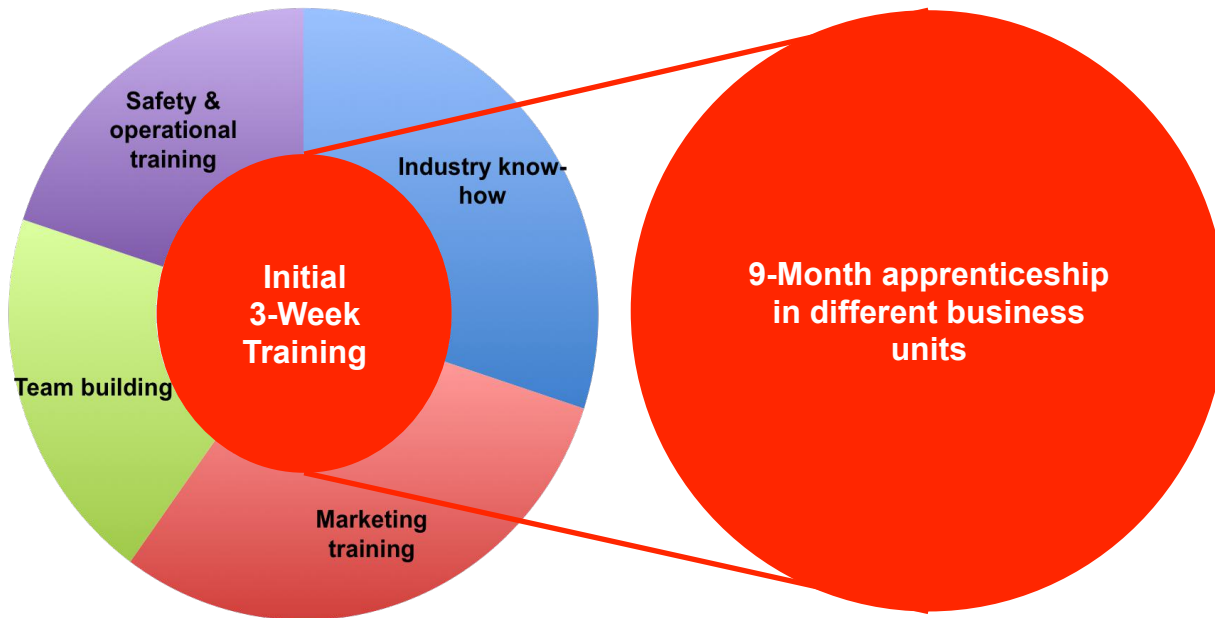 Safety &
operational
training
Industry know-
how
Initial
3-Week
Training
9-Month apprenticeship
in different business
units
Team building
Marketing
training